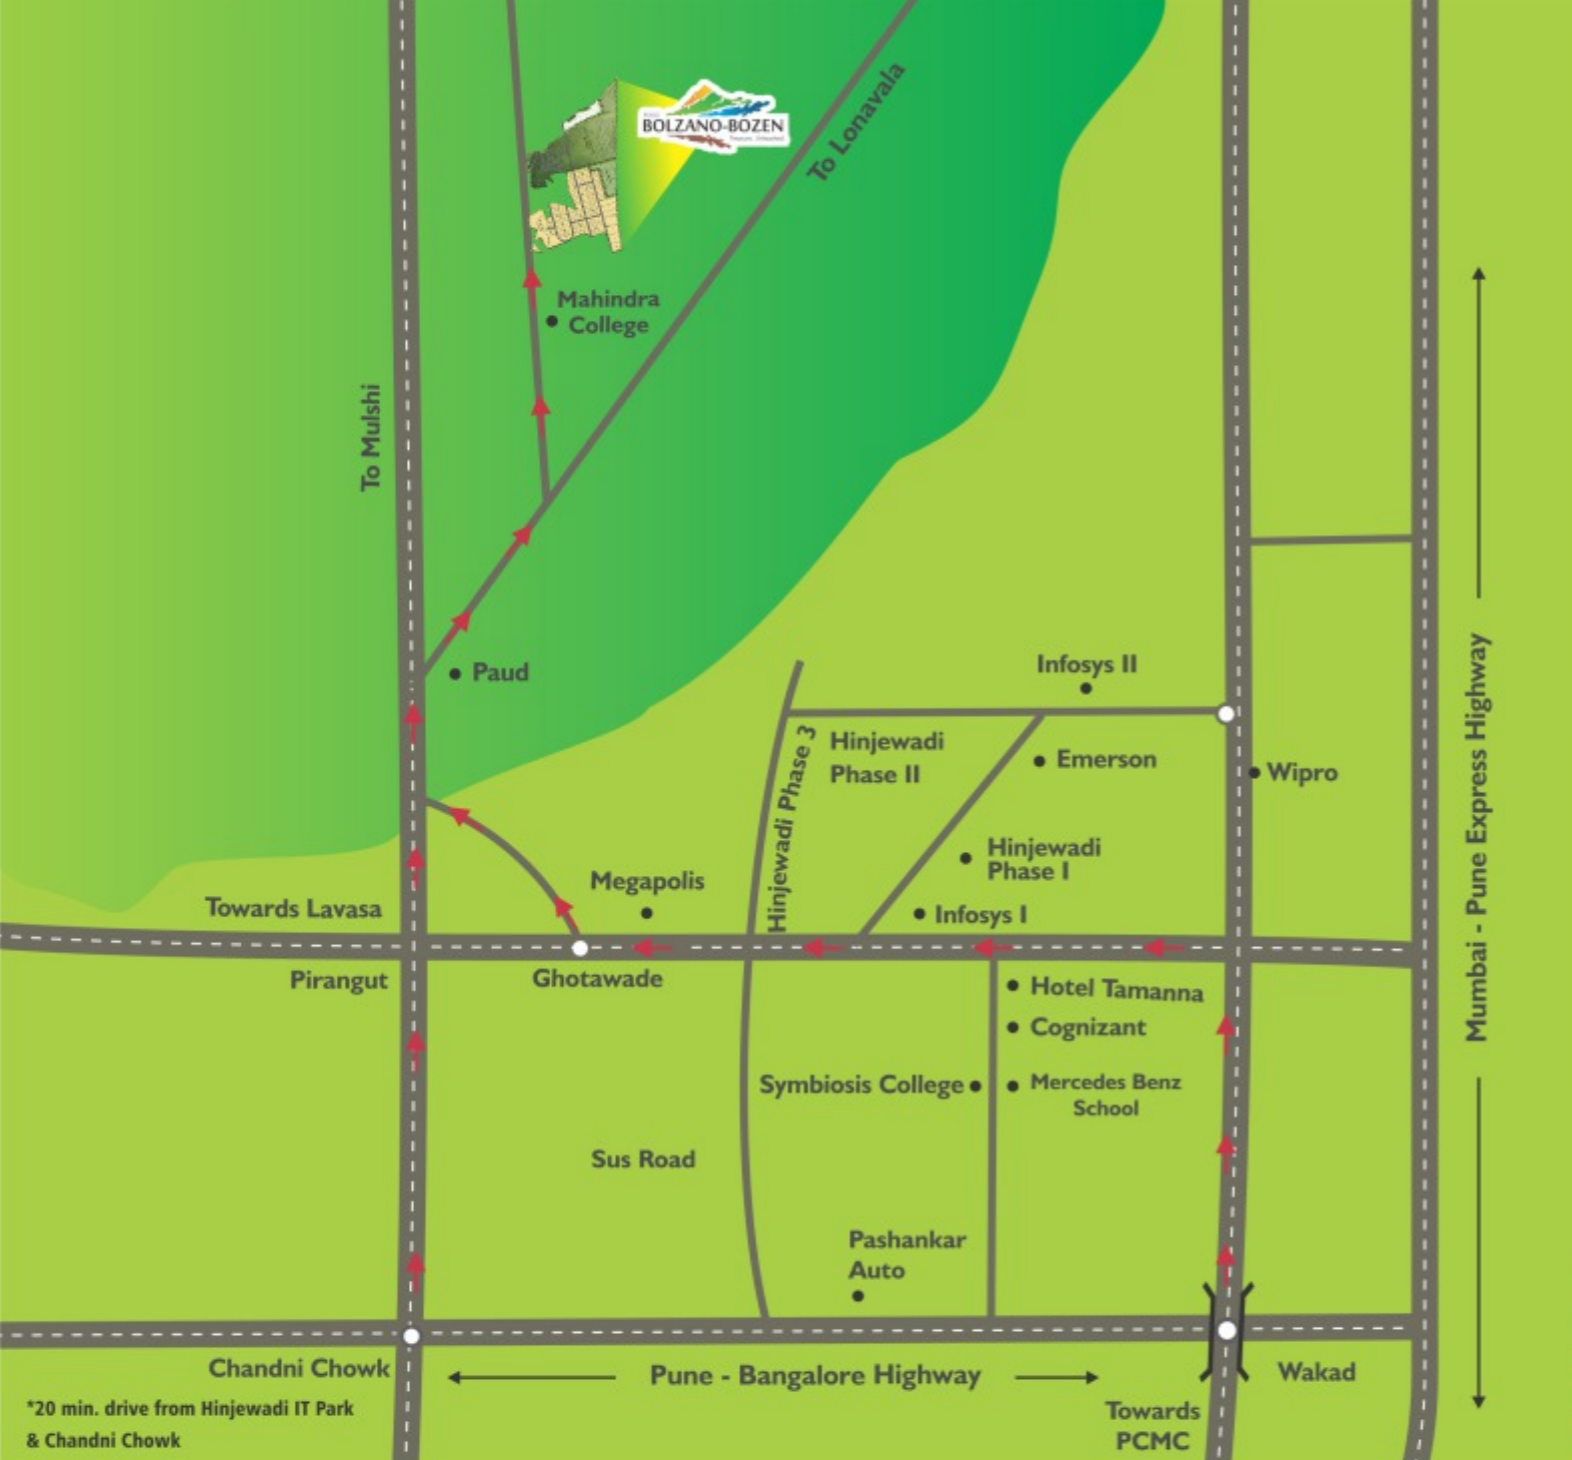 BOLZANO-BOZEN
To Lonavala
Mahindra
College
To Mulshi
Paud
Infosys II
Hinjewadi
Phase II
Hinjewadi Phase 3
Emerson
Wipro
Mumbai - Pune Express Highway
Hinjewadi
Phase I
Megapolis
Infosys I
Towards Lavasa
Pirangut
Ghotawade
Hotel Tamanna
Cognizant
Symbiosis College
Mercedes Benz
School
Sus Road
Pashankar
Auto
Chandni Chowk
Pune - Bangalore Highway
Wakad
Towards
PCMC
*20 min. drive from Hinjewadi IT Park
& Chandni Chowk